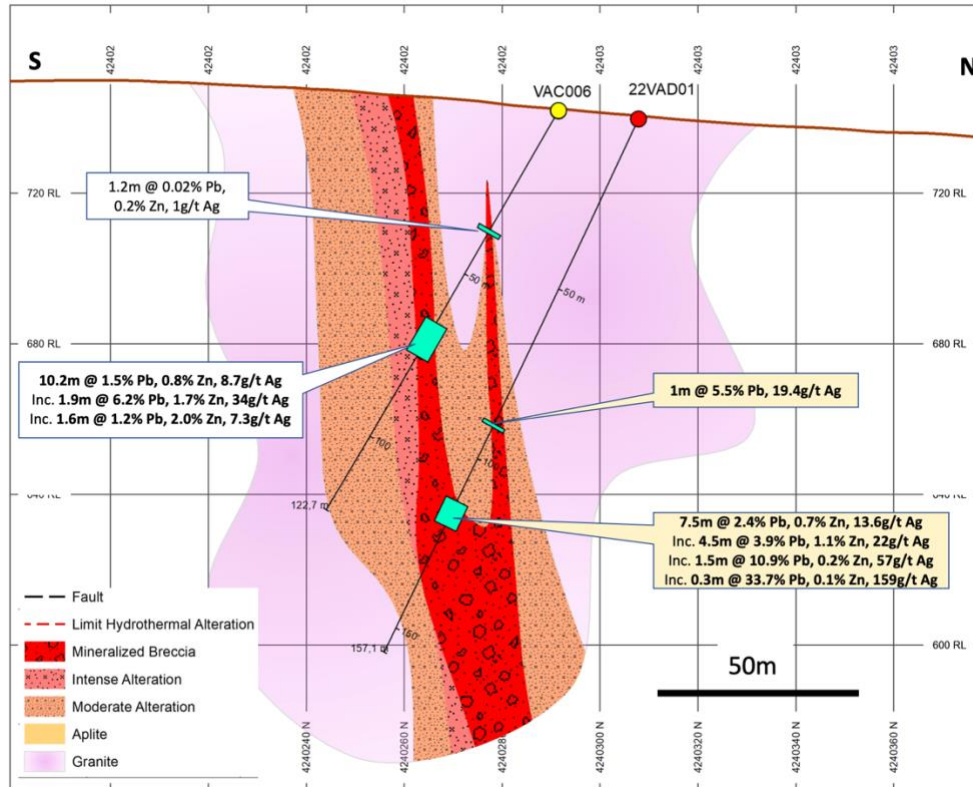 42402
42402
42402
42402
42402
42403
42403
42403
42403
S
N
VAC006
22VAD01
720 RL
720 RL
1.2m @ 0.02% Pb,
0.2% Zn, 1g/t Ag
50 m
50 m
680 RL
680 RL
10.2m @ 1.5% Pb, 0.8% Zn, 8.7g/t Ag
Inc. 1.9m @ 6.2% Pb, 1.7% Zn, 34g/t Ag
Inc. 1.6m @ 1.2% Pb, 2.0% Zn, 7.3g/t Ag
1m @ 5.5% Pb, 19.4g/t Ag
100
100
640 RL
640 RL
122,7 m
7.5m @ 2.4% Pb, 0.7% Zn, 13.6g/t Ag
Inc. 4.5m @ 3.9% Pb, 1.1% Zn, 22g/t Ag
Inc. 1.5m @ 10.9% Pb, 0.2% Zn, 57g/t Ag
Inc. 0.3m @ 33.7% Pb, 0.1% Zn, 159g/t Ag
150
157,1 m
600 RL
Fault
Limit Hydrothermal Alteration
Mineralized Breccia
Intense Alteration
Moderate Alteration
Aplite
Granite
50m
4240240 N
4240260 N
4240280
4240300 N
4240320 N
4240340 N
4240360 N